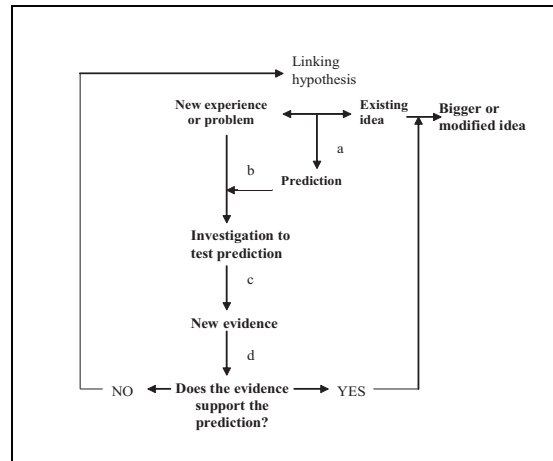 Linking
hypothesis
New experience
or problem
Existing
idea
Bigger or
modified idea
a
b
Prediction
Investigation to
test prediction
c
New evidence
d
NO
Does the evidence
support the
prediction?
YES